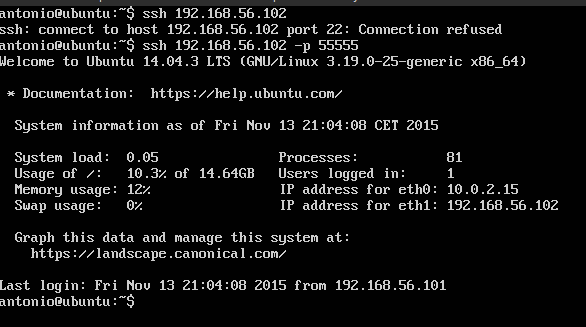 antonio@ubuntu:~$ ssh 192.168.56.102
ssh: connect to host 192.168.56.102 port 22: Connection refused
antonio@ubuntu:~$ ssh 192.168.56.102 -p 55555
Welcome to Ubuntu 14.04.3 LTS (GNU/Linux 3.19.0-25-generic x86_64)
* Documentation:  https://help.ubuntu.com/
System information as of Fri Nov 13 21:04:08 CET 2015
System load:  0.05              Processes:           81
Usage of /:   10.3% of 14.64GB  Users logged in:     1
Memory usage: 12%               IP address for eth0: 10.0.2.15
Swap usage:   0%                IP address for eth1: 192.168.56.102
Graph this data and manage this system at:
https://landscape.canonical.com/
Last login: Fri Nov 13 21:04:08 2015 from 192.168.56.101
antonio@ubuntu:~$